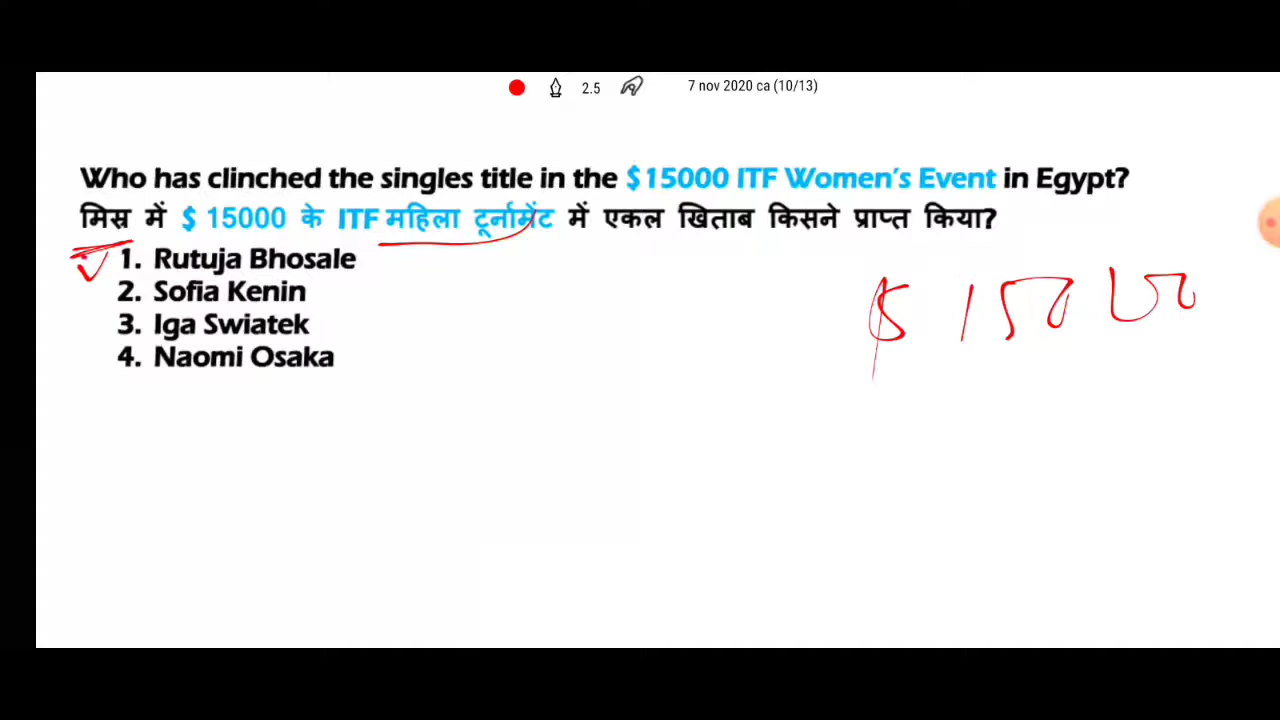 2.5 7 nov 2020 ca (10/13)
Who has clinched the singles title in the $15000 ITF Women's Event in Egypt?
मिस्र में $ 15000 के ITF महिला टूर्नामेंट में एकल खिताब किसने प्राप्त किया?
1. Rutuja Bhosale
2. Sofia Kenin
3. Iga Swiatek
4. Naomi Osaka
$ 15000